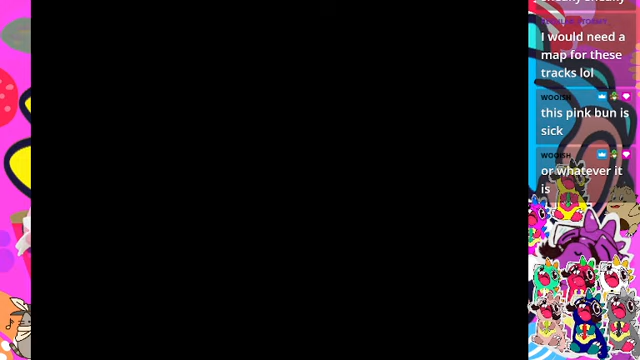 I would need a
map for these
tracks lol
WOOISH
this pink bun is
sick
WOOISH
or whatever it
is